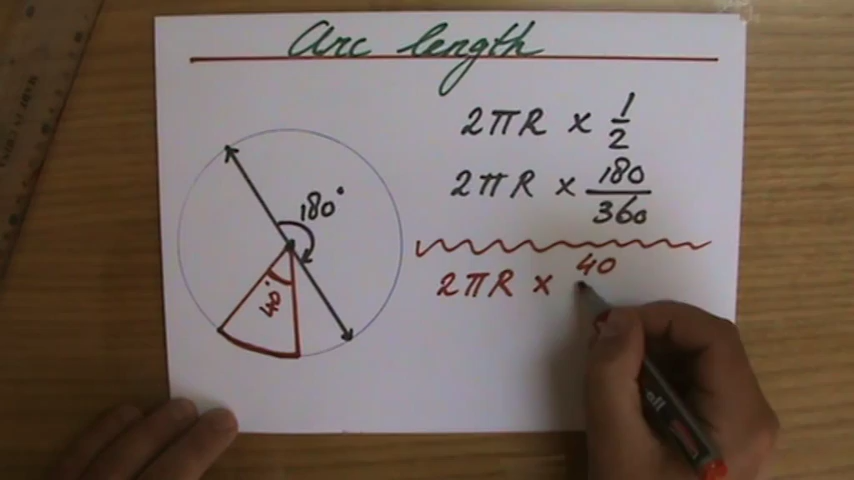 Arc length
2πR × 1/2
180°
2πR × 180/360
40°
2πR × 40